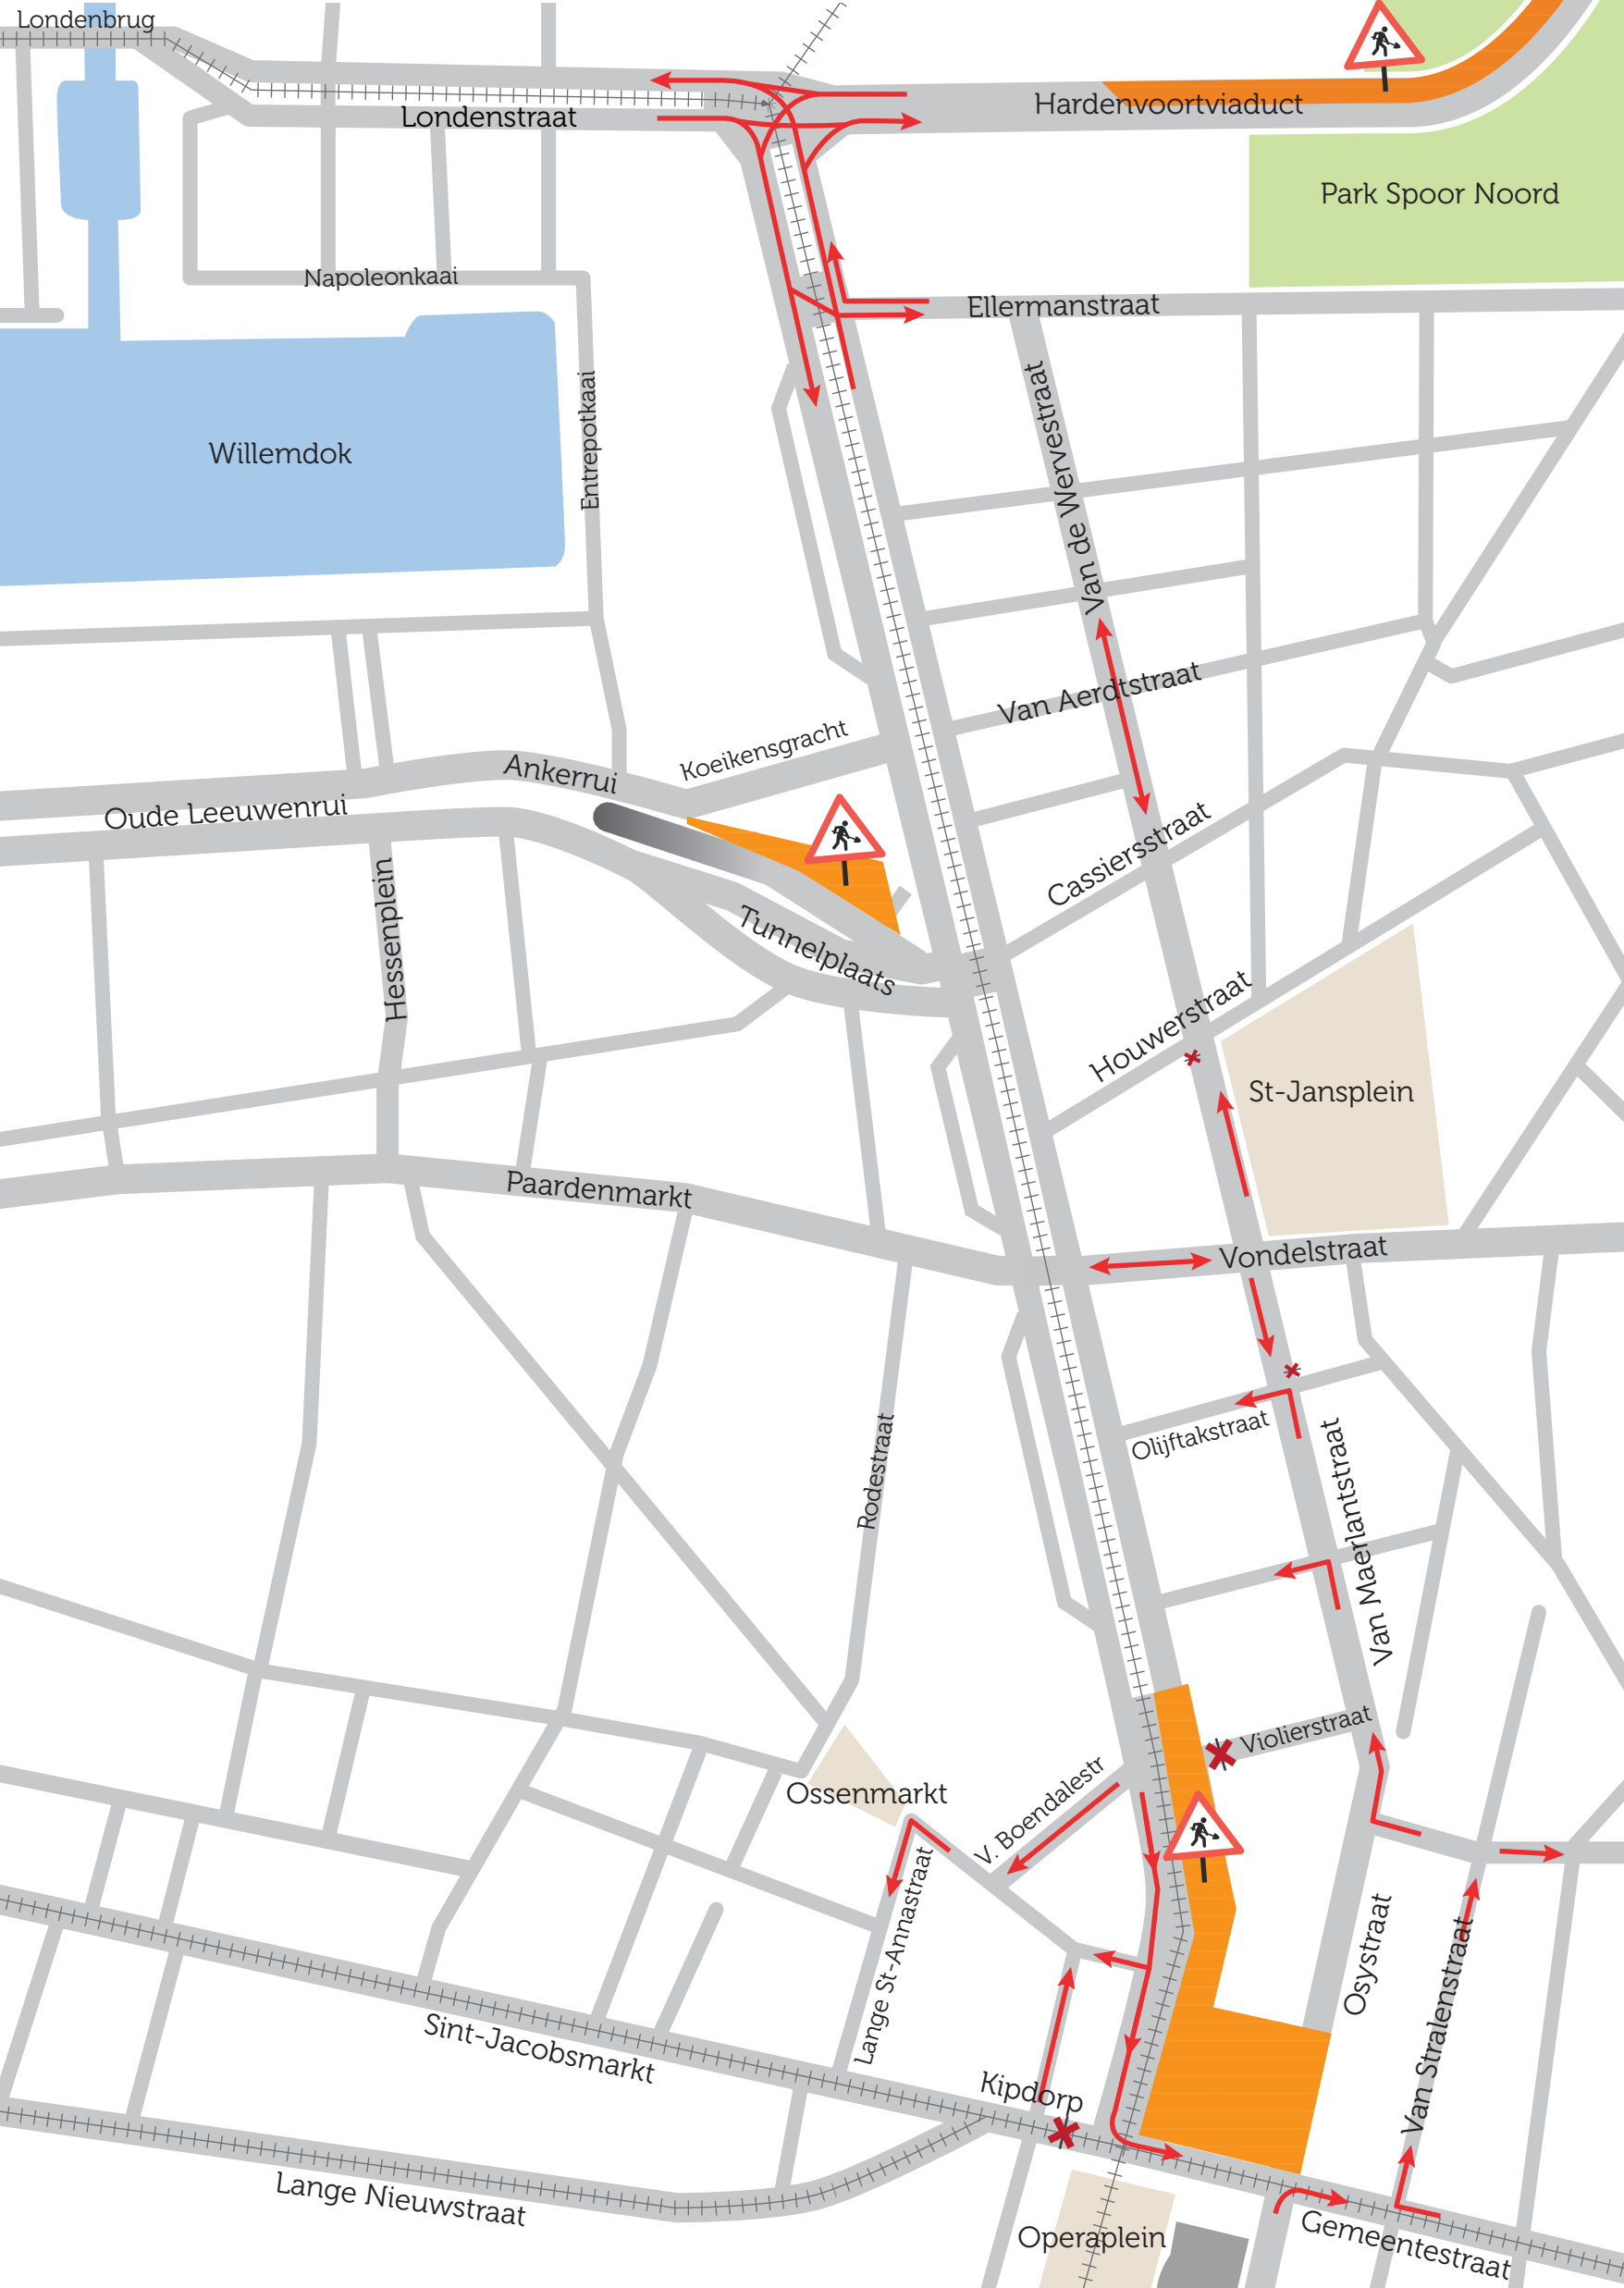 Londenbrug
Londenstraat
Hardenvoortviaduct
Park Spoor Noord
Napoleonkaai
Ellermanstraat
Entrepotkaai
Willemdok
Van de Wervestraat
Van Aerdtstraat
Koeikensgracht
Ankerrui
Oude Leeuwenrui
Cassiersstraat
Hessenplein
Tunnelplaats
Houwerstraat
St-Jansplein
Paardenmarkt
Vondelstraat
Olijftakstraat
Rodestraat
Van Maerlantstraat
Violierstraat
V. Boendalestr
Ossenmarkt
Lange St-Annastraat
Osystraat
Van Stralenstraat
Sint-Jacobsmarkt
Kipdorp
Lange Nieuwstraat
Operaplein
Gemeentestraat